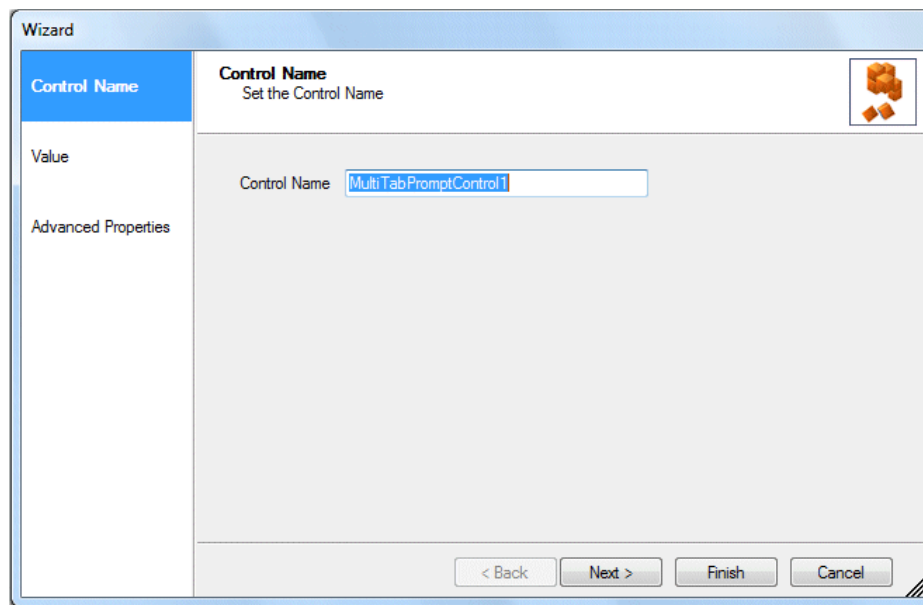 Wizard
Control Name
Value
Advanced Properties
Control Name
Set the Control Name
Control Name MultiTabPromptControl1
< Back Next > Finish Cancel